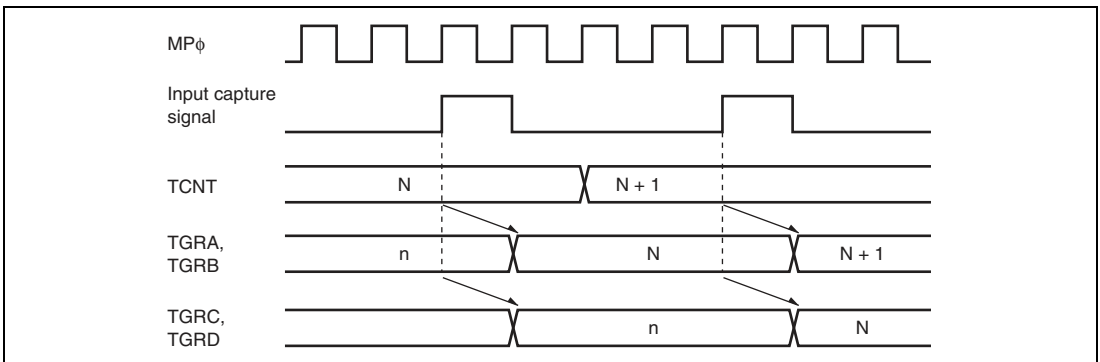 MPφ
Input capture
signal
TCNT
N
N + 1
TGRA,
TGRB
n
N
N + 1
TGRC,
TGRD
n
N